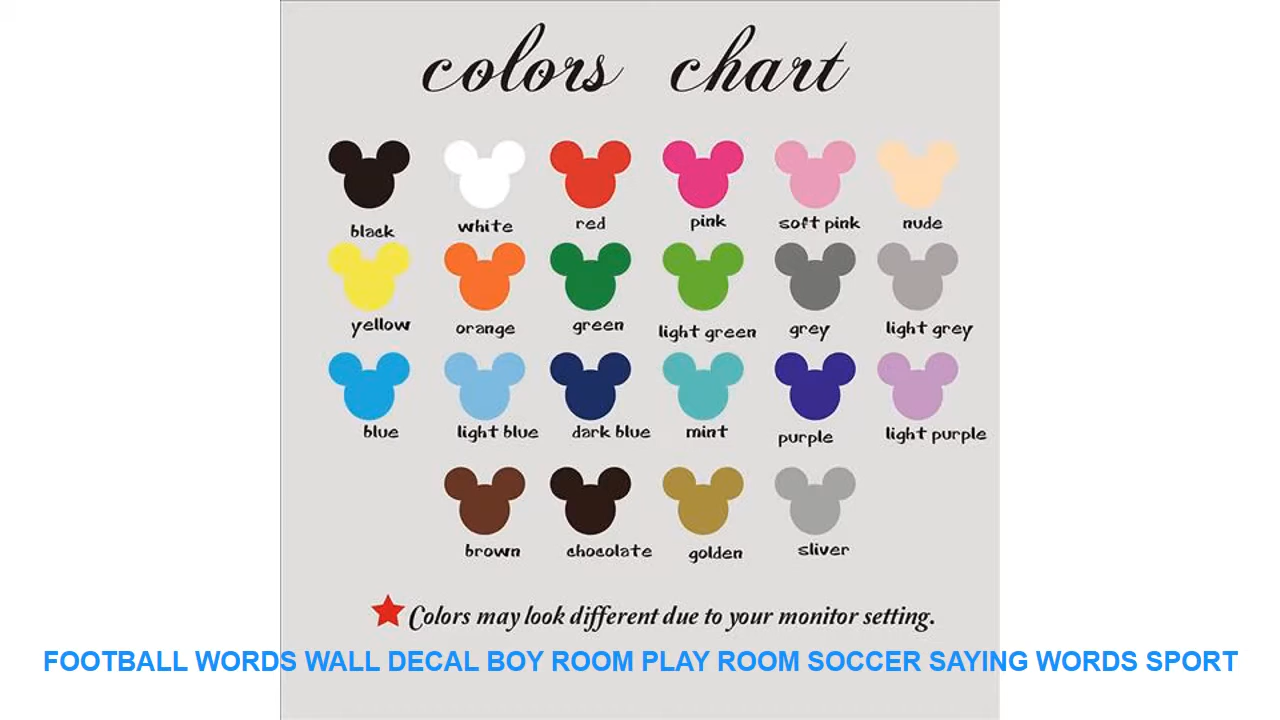 colors chart
black white red pink soft pink nude
yellow orange green light green grey light grey
blue light blue dark blue mint purple light purple
brown chocolate golden sliver
Colors may look different due to your monitor setting.
FOOTBALL WORDS WALL DECAL BOY ROOM PLAY ROOM SOCCER SAYING WORDS SPORT